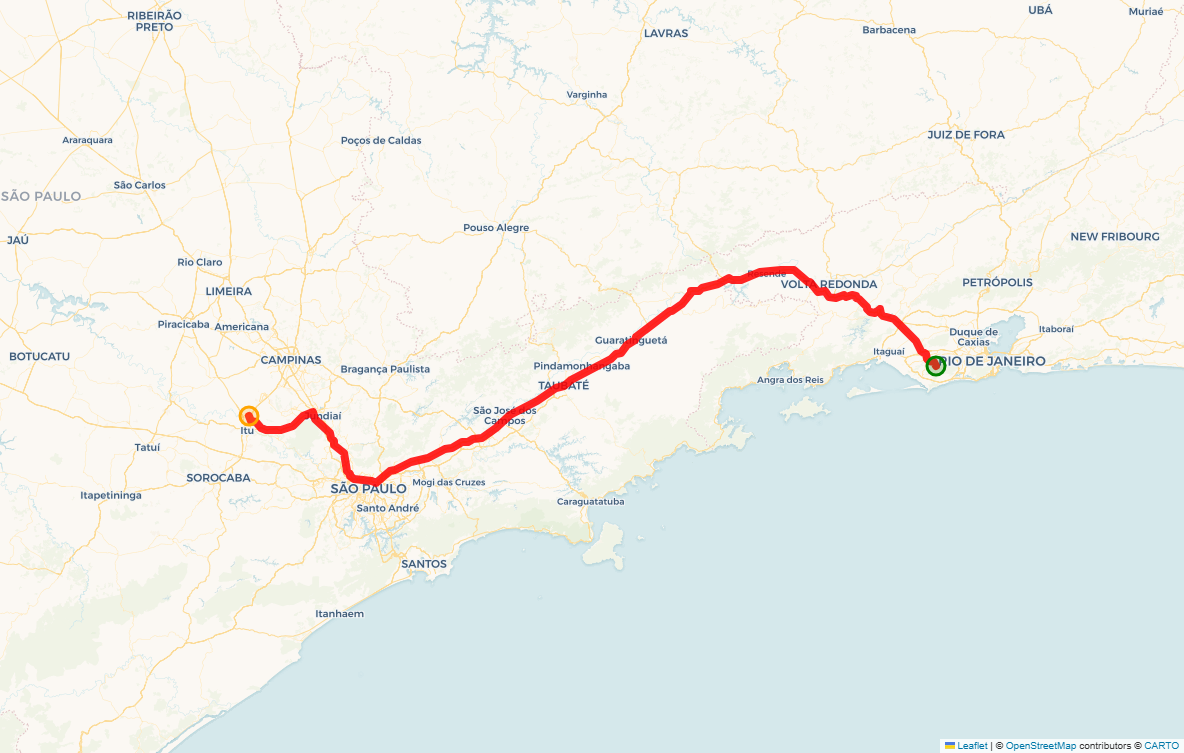 RIBEIRÃO
PRETO
UBÁ
Muriaé
LAVRAS
Barbacena
Varginha
Araraquara
Poços de Caldas
JUIZ DE FORA
São Carlos
SÃO PAULO
Pouso Alegre
JAÚ
NEW FRIBOURG
Rio Claro
Resende
LIMEIRA
VOLTA REDONDA
PETRÓPOLIS
Piracicaba
Americana
Duque de
Caxias
Itaboraí
Guaratinguetá
BOTUCATU
CAMPINAS
Itaguaí
RIO DE JANEIRO
Bragança Paulista
Pindamonhangaba
TAUBATÉ
Angra dos Reis
São José dos
Campos
Jundiaí
Itu
Tatuí
SOROCABA
Mogi das Cruzes
SÃO PAULO
Itapetininga
Santo André
Caraguatatuba
SANTOS
Itanhaem
Leaflet | © OpenStreetMap contributors © CARTO